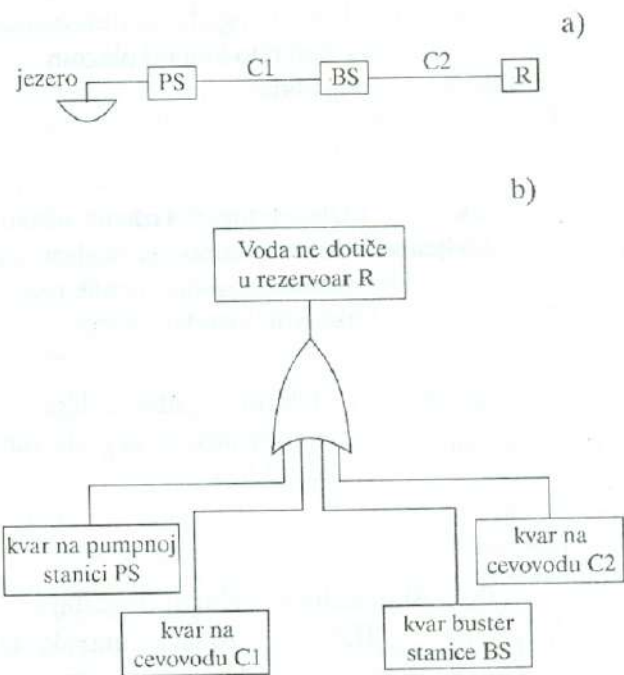 a)
jezero
PS
C1
BS
C2
R
b)
Voda ne dotiče
u rezervoar R
kvar na pumpnoj
stanici PS
kvar na
cevovodu C1
kvar buster
stanice BS
kvar na
cevovodu C2